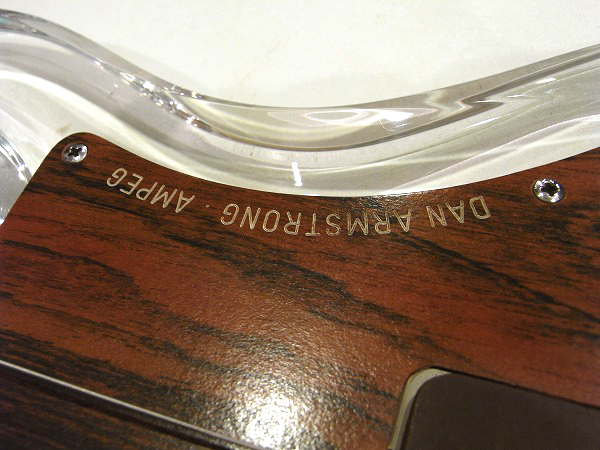 DAN ARMSTRONG · AMPEG